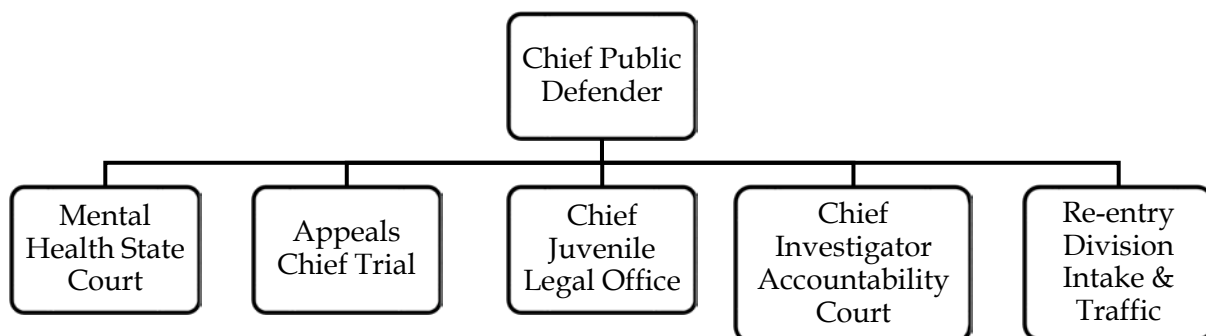 Chief Public
Defender
Mental
Health State
Court
Appeals
Chief Trial
Chief
Juvenile
Legal Office
Chief
Investigator
Accountability
Court
Re-entry
Division
Intake &
Traffic